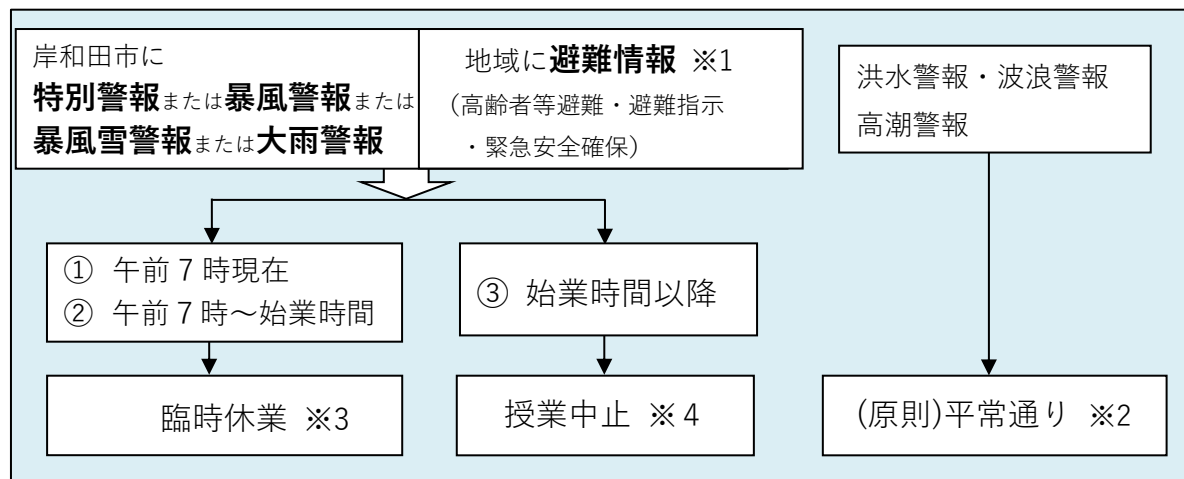 岸和田市に
特別警報または暴風警報または
暴風雪警報または大雨警報
地域に避難情報 ※1
(高齢者等避難・避難指示
・緊急安全確保)
洪水警報・波浪警報
高潮警報
① 午前7時現在
② 午前7時～始業時間
③ 始業時間以降
臨時休業 ※3
授業中止 ※4
(原則)平常通り ※2